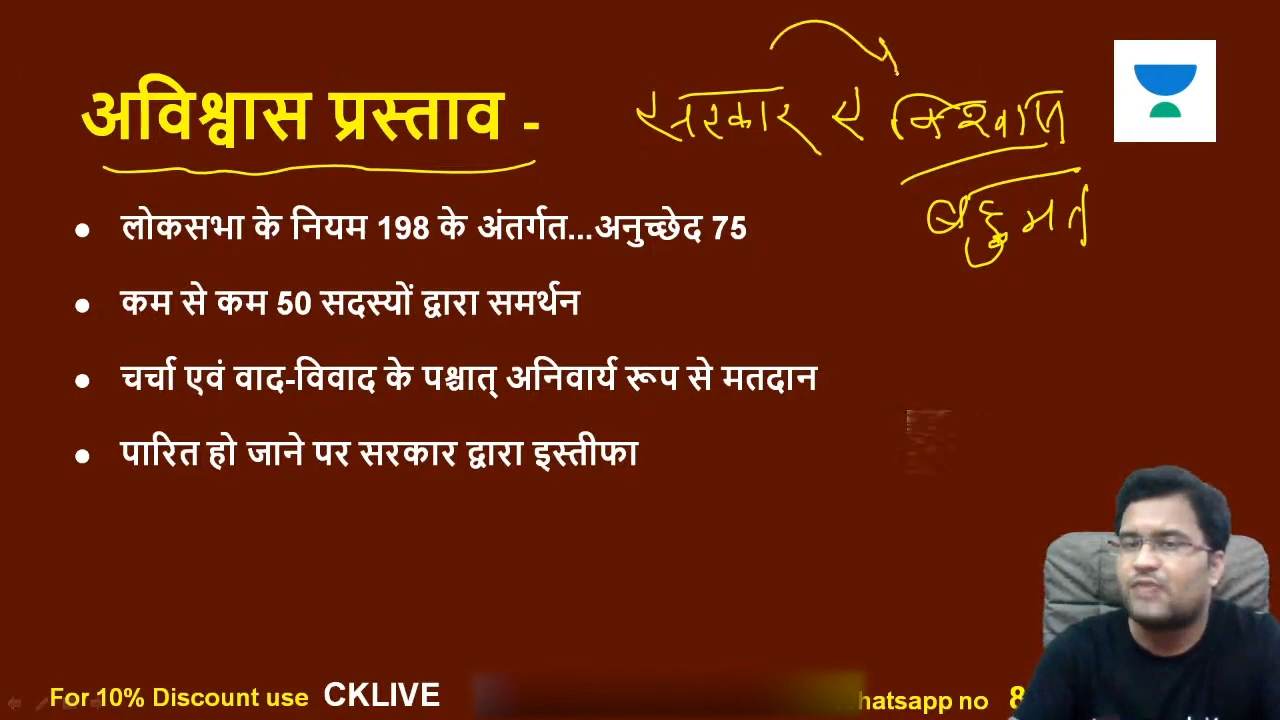 अविश्वास प्रस्ताव -
सरकार से विश्वास
बहुमत
लोकसभा के नियम 198 के अंतर्गत...अनुच्छेद 75
कम से कम 50 सदस्यों द्वारा समर्थन
चर्चा एवं वाद-विवाद के पश्चात् अनिवार्य रूप से मतदान
पारित हो जाने पर सरकार द्वारा इस्तीफा
For 10% Discount use CKLIVE
hatsapp no 8